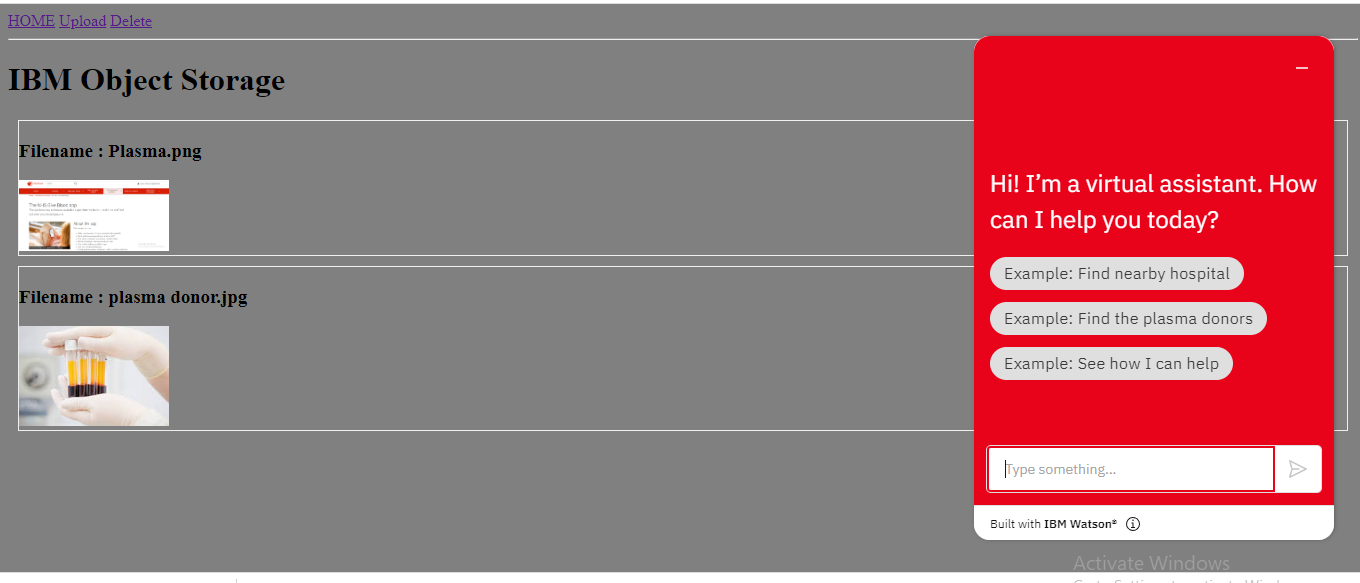 HOME Upload Delete
IBM Object Storage
Filename : Plasma.png
Filename : plasma donor.jpg
Hi! I’m a virtual assistant. How
can I help you today?
Example: Find nearby hospital
Example: Find the plasma donors
Example: See how I can help
Type something...
Built with IBM Watson®
Activate Windows